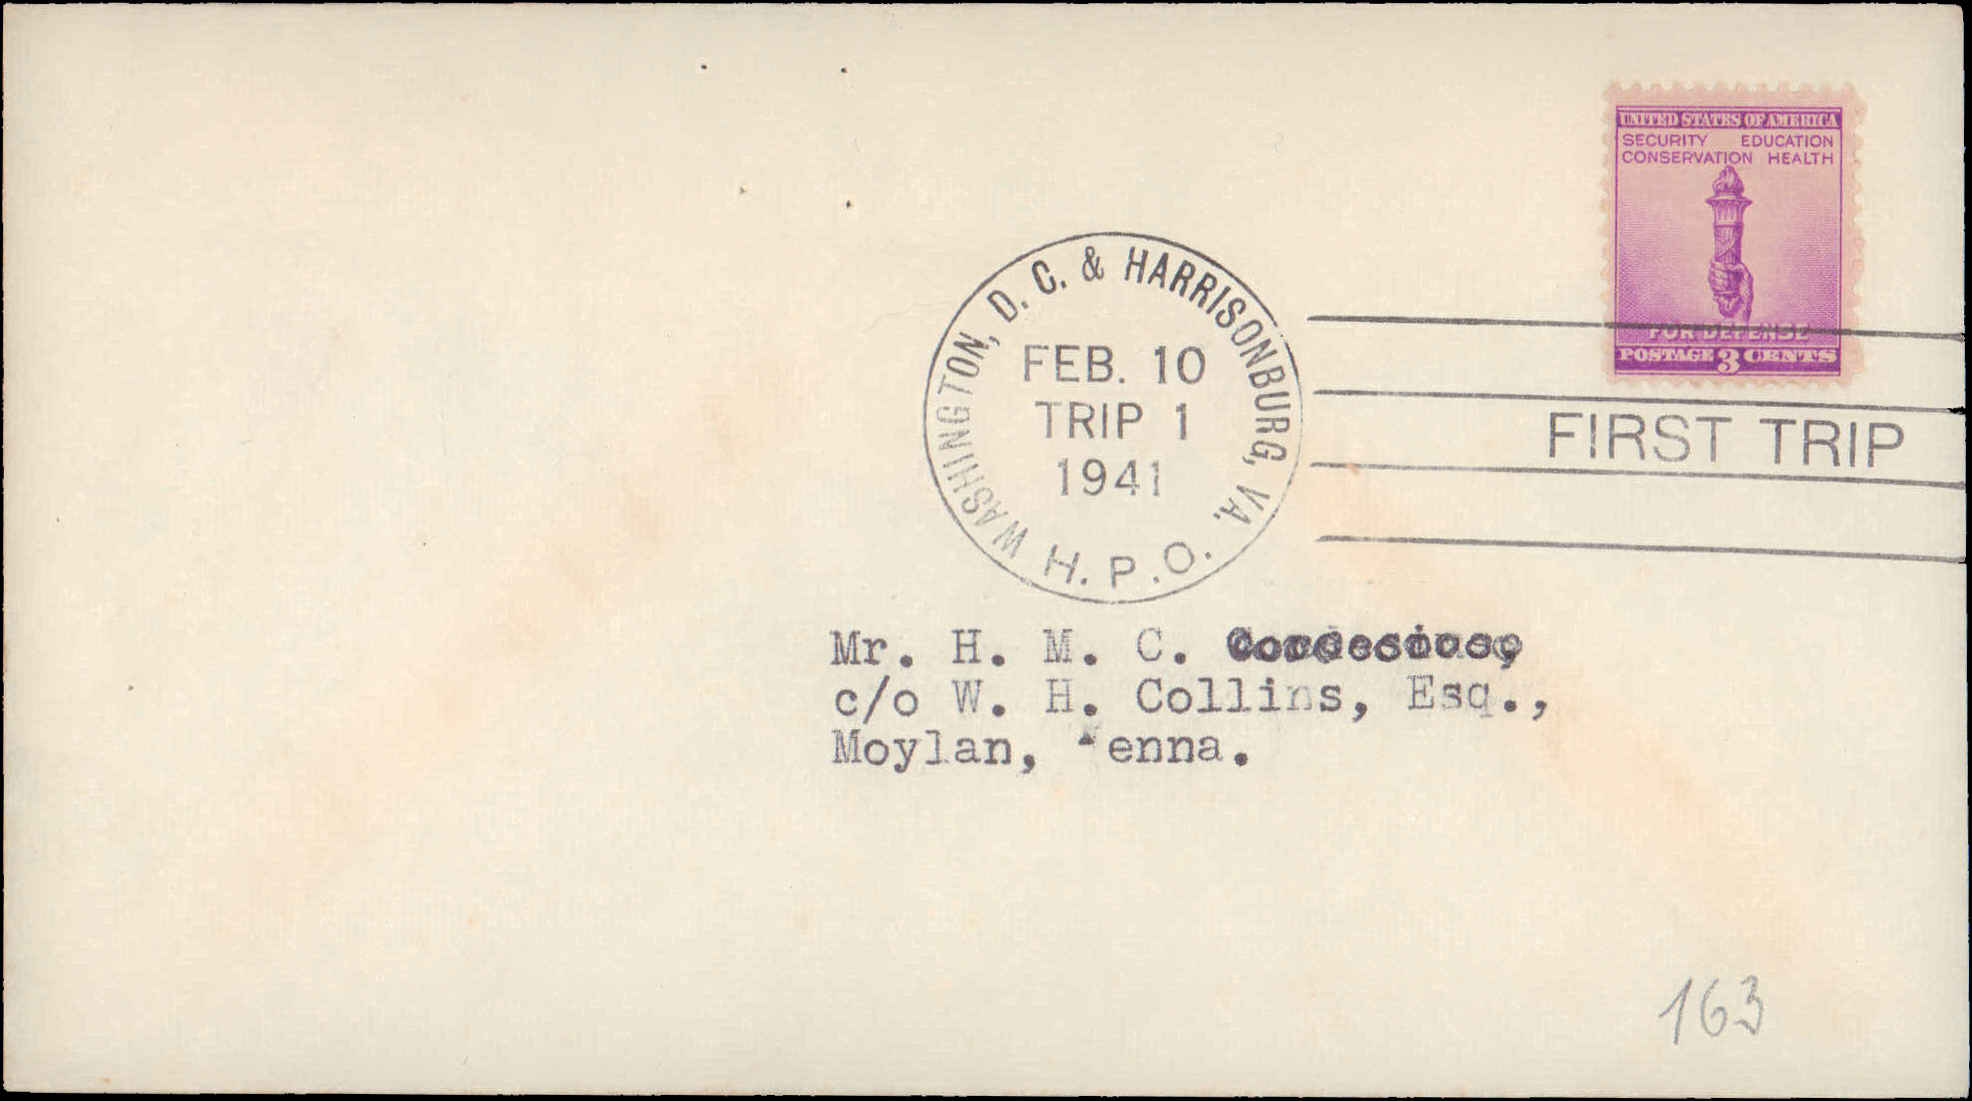 UNITED STATES OF AMERICA
SECURITY EDUCATION
CONSERVATION HEALTH
FOR DEFENSE
POSTAGE 3 CENTS
WASHINGTON, D. C. & HARRISONBURG, VA.
FEB. 10
TRIP 1
1941
H. P. O.
FIRST TRIP
Mr. H. M. C.
c/o W. H. Collins, Esq.,
Moylan, Penna.
163